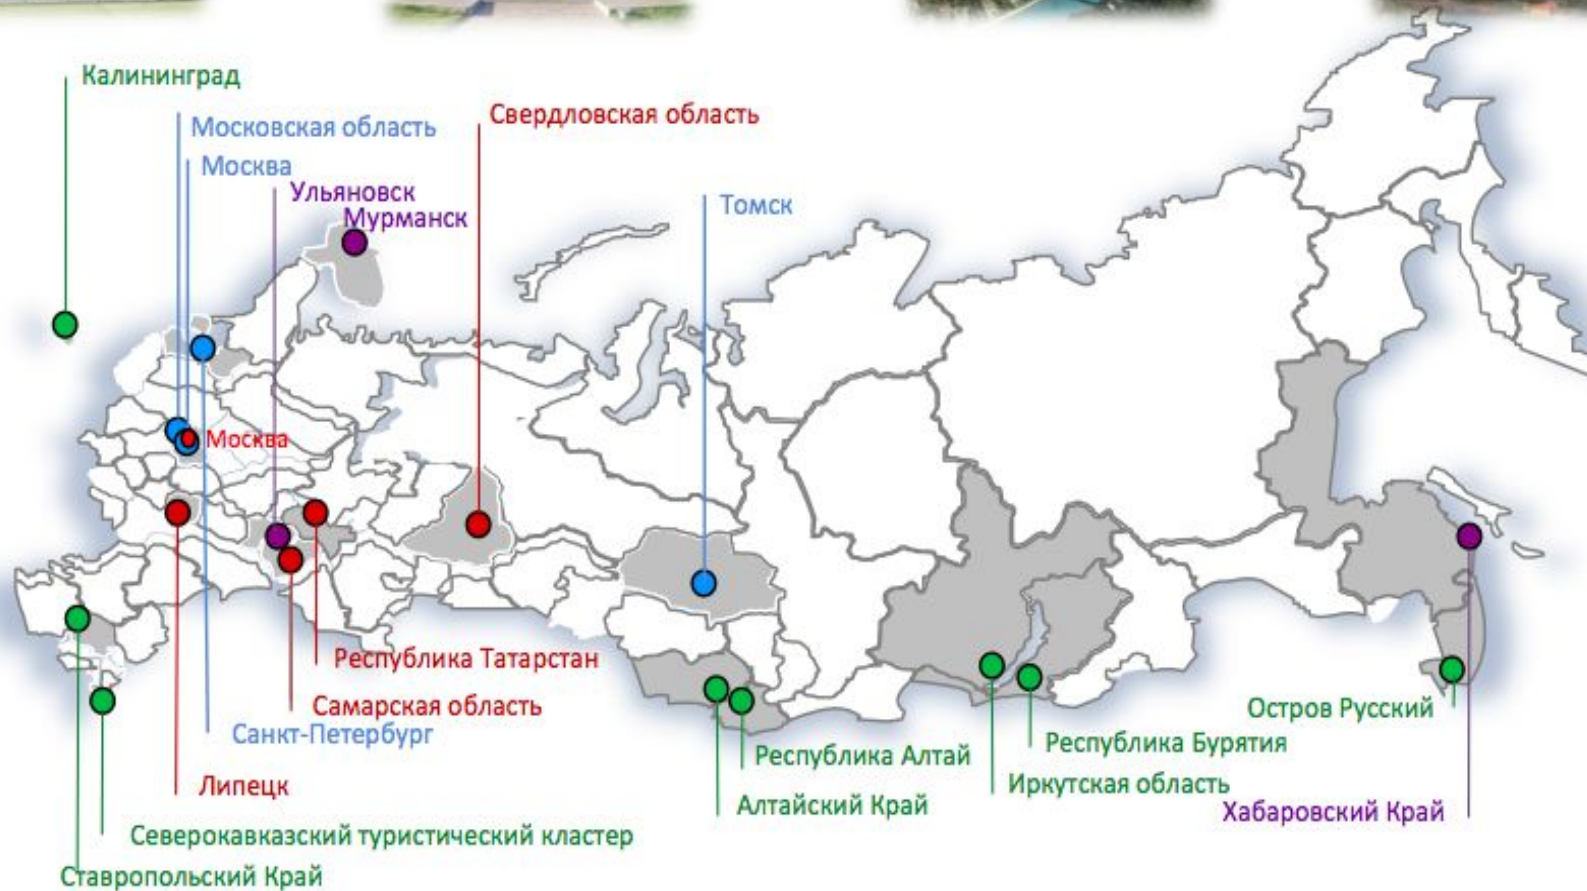 Калининград
Свердловская область
Московская область
Москва
Ульяновск
Томск
Мурманск
Москва
Республика Татарстан
Самарская область
Остров Русский
Санкт-Петербург
Республика Бурятия
Республика Алтай
Иркутская область
Липецк
Алтайский Край
Хабаровский Край
Северокавказский туристический кластер
Ставропольский Край